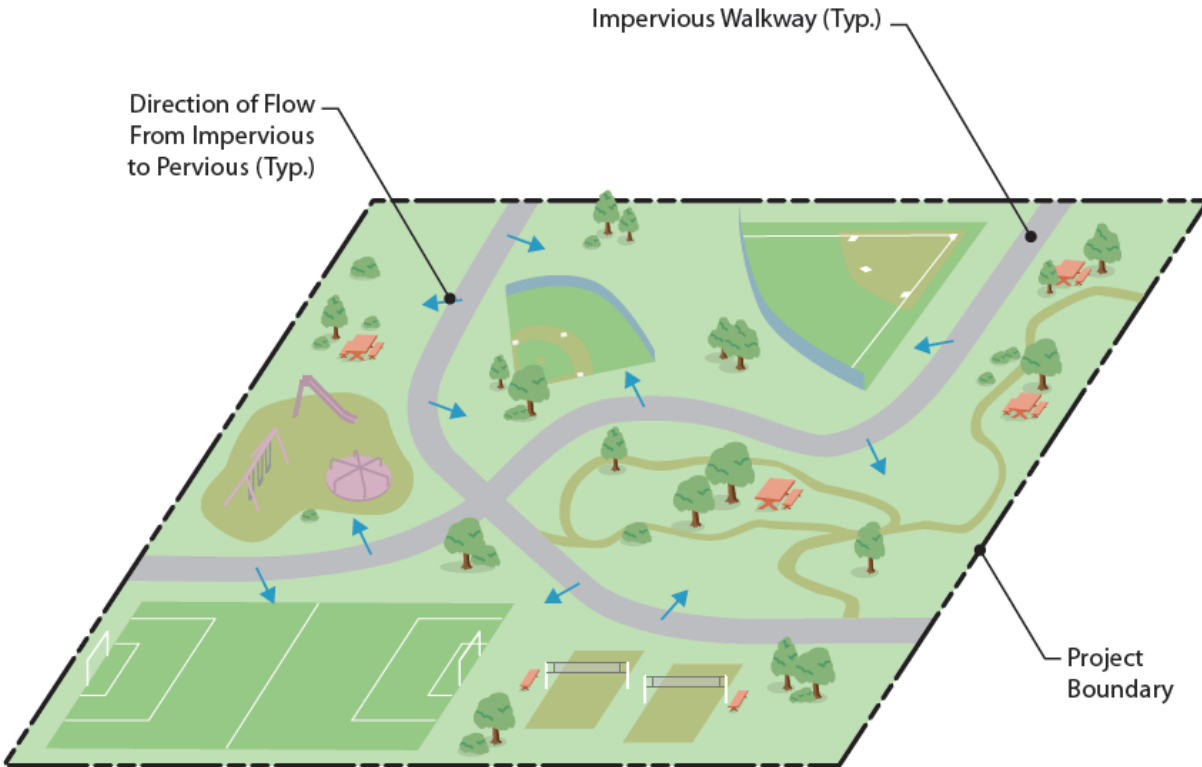 Impervious Walkway (Typ.)
Direction of Flow
From Impervious
to Pervious (Typ.)
Project
Boundary